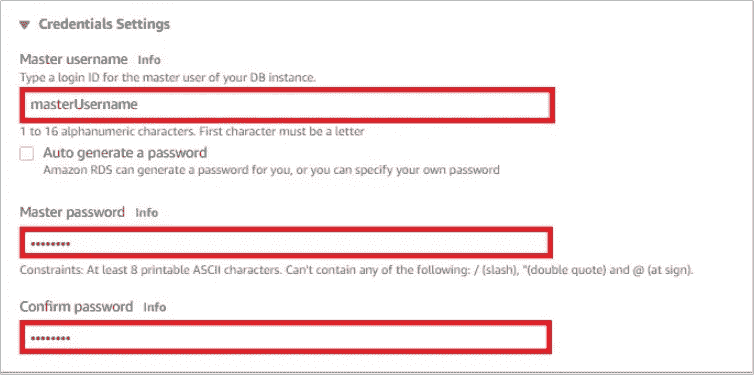 Credentials Settings
Master username Info
Type a login ID for the master user of your DB instance.
masterUsername
1 to 16 alphanumeric characters. First character must be a letter
Auto generate a password
Amazon RDS can generate a password for you, or you can specify your own password
Master password Info
••••••••
Constraints: At least 8 printable ASCII characters. Can't contain any of the following: / (slash), "(double quote) and @ (at sign).
Confirm password Info
••••••••